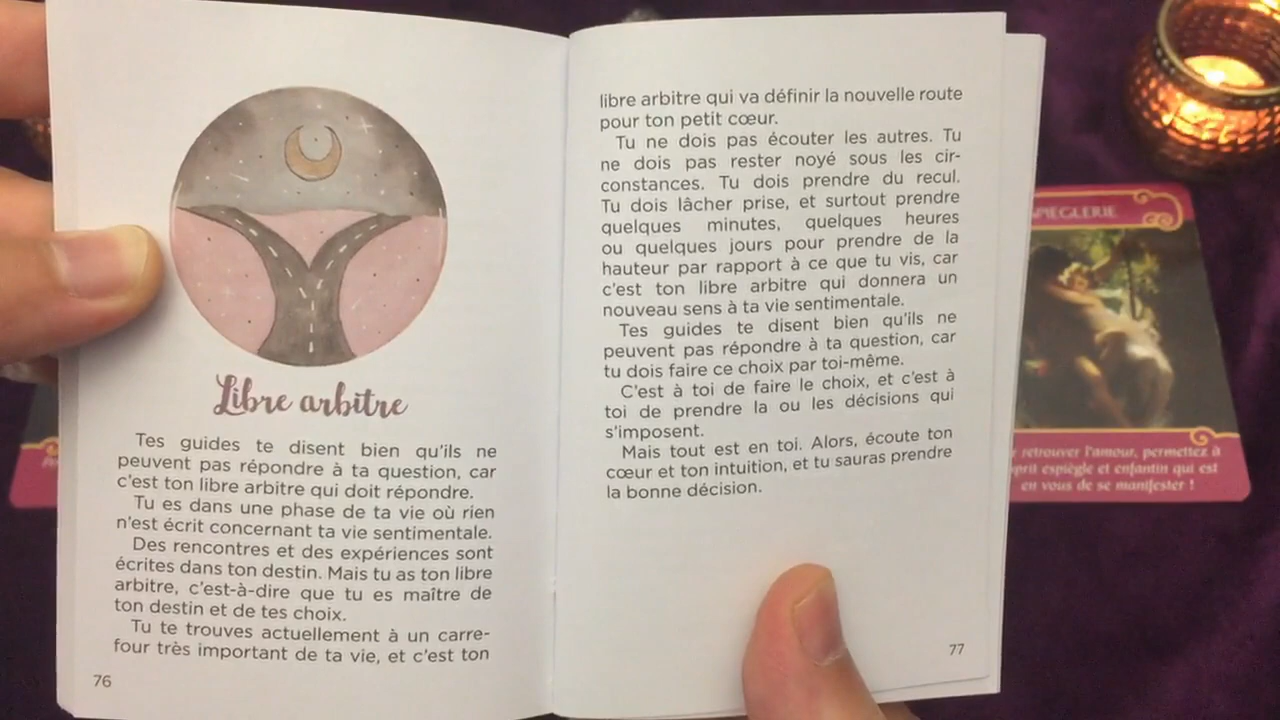 Libre arbitre
Tes guides te disent bien qu'ils ne
peuvent pas répondre à ta question, car
c'est ton libre arbitre qui doit répondre.
Tu es dans une phase de ta vie où rien
n'est écrit concernant ta vie sentimentale.
Des rencontres et des expériences sont
écrites dans ton destin. Mais tu as ton libre
arbitre, c'est-à-dire que tu es maître de
ton destin et de tes choix.
Tu te trouves actuellement à un carre-
four très important de ta vie, et c'est ton
76
libre arbitre qui va définir la nouvelle route
pour ton petit cœur.
Tu ne dois pas écouter les autres. Tu
ne dois pas rester noyé sous les cir-
constances. Tu dois prendre du recul.
Tu dois lâcher prise, et surtout prendre
quelques minutes, quelques heures
ou quelques jours pour prendre de la
hauteur par rapport à ce que tu vis, car
c'est ton libre arbitre qui donnera un
nouveau sens à ta vie sentimentale.
Tes guides te disent bien qu'ils ne
peuvent pas répondre à ta question, car
tu dois faire ce choix par toi-même.
C'est à toi de faire le choix, et c'est à
toi de prendre la ou les décisions qui
s'imposent.
Mais tout est en toi. Alors, écoute ton
cœur et ton intuition, et tu sauras prendre
la bonne décision.
77
PIÈGLERIE
r retrouver l'amour, permettez à
sprit espiègle et enfantin qui est
en vous de se manifester !